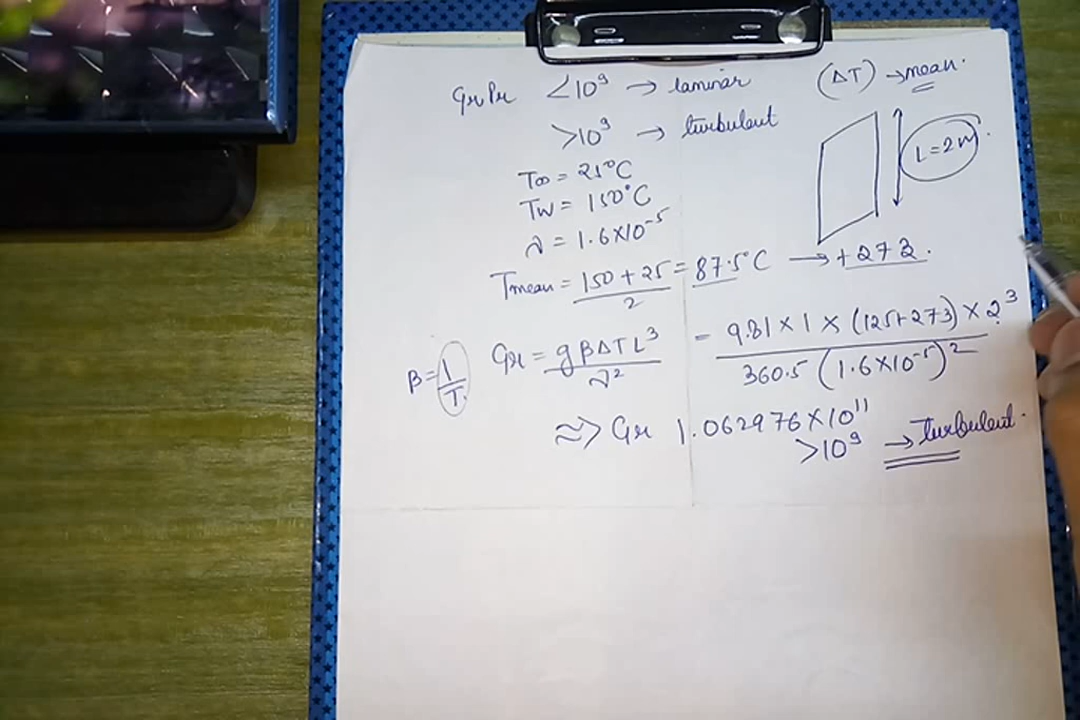 GrPr <10⁹ → laminar
>10⁹ → turbulent
(ΔT) → mean.
L=2m
T∞ = 25°C
Tw = 150°C
ν = 1.6×10⁻⁵
Tmean = 150+25/2 = 87.5°C → +273.
β = 1/T.
Gr = gβΔTL³/ν² = 9.81×1×(125+273)×2³/360.5(1.6×10⁻⁵)²
≈> Gr 1.062976×10¹¹
>10⁹ → Turbulent.